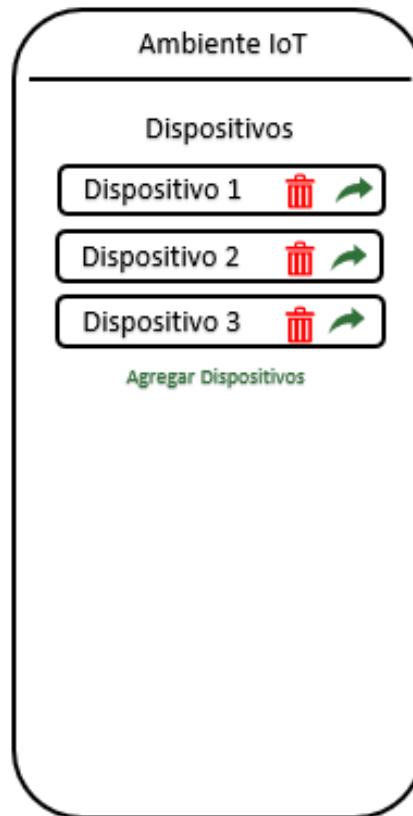 Ambiente IoT
Dispositivos
Dispositivo 1
Dispositivo 2
Dispositivo 3
Agregar Dispositivos